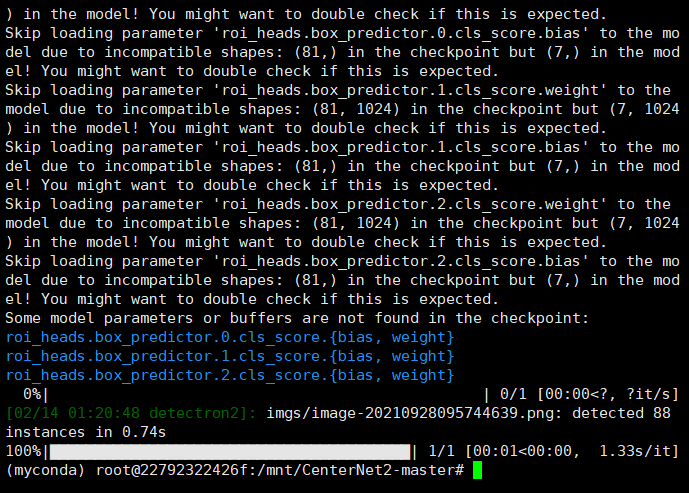 ) in the model! You might want to double check if this is expected.
Skip loading parameter 'roi_heads.box_predictor.0.cls_score.bias' to the mo
del due to incompatible shapes: (81,) in the checkpoint but (7,) in the mod
el! You might want to double check if this is expected.
Skip loading parameter 'roi_heads.box_predictor.1.cls_score.weight' to the
model due to incompatible shapes: (81, 1024) in the checkpoint but (7, 1024
) in the model! You might want to double check if this is expected.
Skip loading parameter 'roi_heads.box_predictor.1.cls_score.bias' to the mo
del due to incompatible shapes: (81,) in the checkpoint but (7,) in the mod
el! You might want to double check if this is expected.
Skip loading parameter 'roi_heads.box_predictor.2.cls_score.weight' to the
model due to incompatible shapes: (81, 1024) in the checkpoint but (7, 1024
) in the model! You might want to double check if this is expected.
Skip loading parameter 'roi_heads.box_predictor.2.cls_score.bias' to the mo
del due to incompatible shapes: (81,) in the checkpoint but (7,) in the mod
el! You might want to double check if this is expected.
Some model parameters or buffers are not found in the checkpoint:
roi_heads.box_predictor.0.cls_score.{bias, weight}
roi_heads.box_predictor.1.cls_score.{bias, weight}
roi_heads.box_predictor.2.cls_score.{bias, weight}
0%| | 0/1 [00:00<?, ?it/s]
[02/14 01:20:48 detectron2]: imgs/image-20210928095744639.png: detected 88
instances in 0.74s
100%|██████████| 1/1 [00:01<00:00, 1.33s/it]
(myconda) root@22792322426f:/mnt/CenterNet2-master#